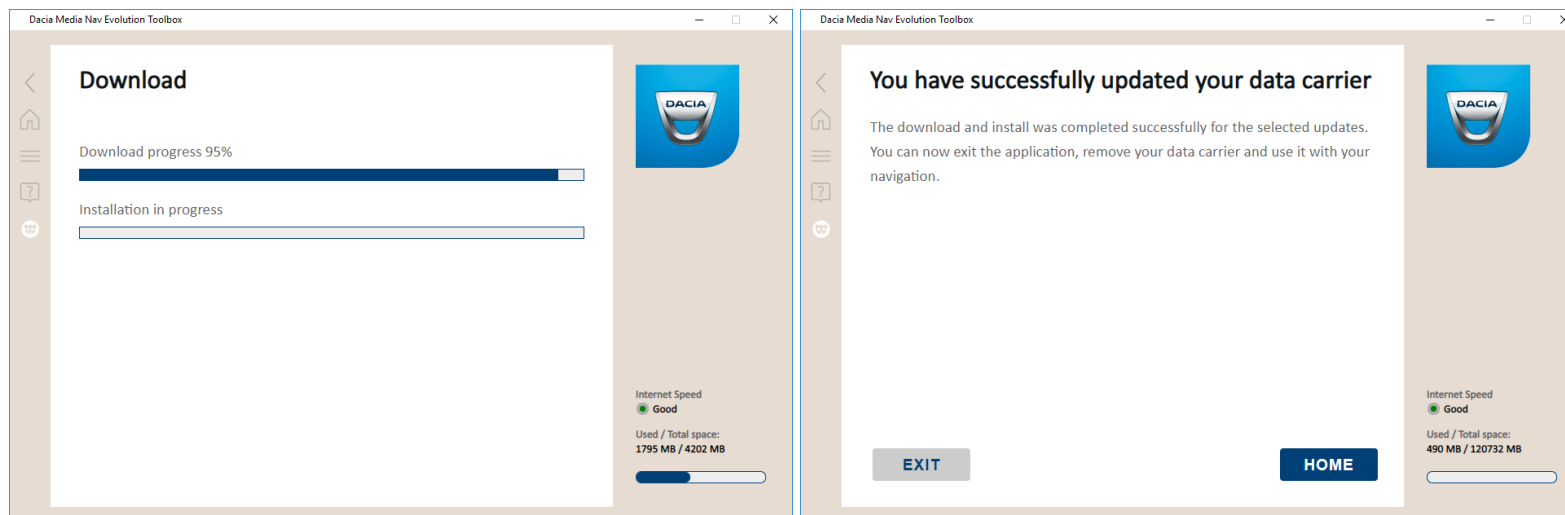 Dacia Media Nav Evolution Toolbox
Download
Download progress 95%
Installation in progress
DACIA
Internet Speed
Good
Used / Total space:
1795 MB / 4202 MB
Dacia Media Nav Evolution Toolbox
You have successfully updated your data carrier
The download and install was completed successfully for the selected updates.
You can now exit the application, remove your data carrier and use it with your
navigation.
EXIT
HOME
DACIA
Internet Speed
Good
Used / Total space:
490 MB / 120732 MB